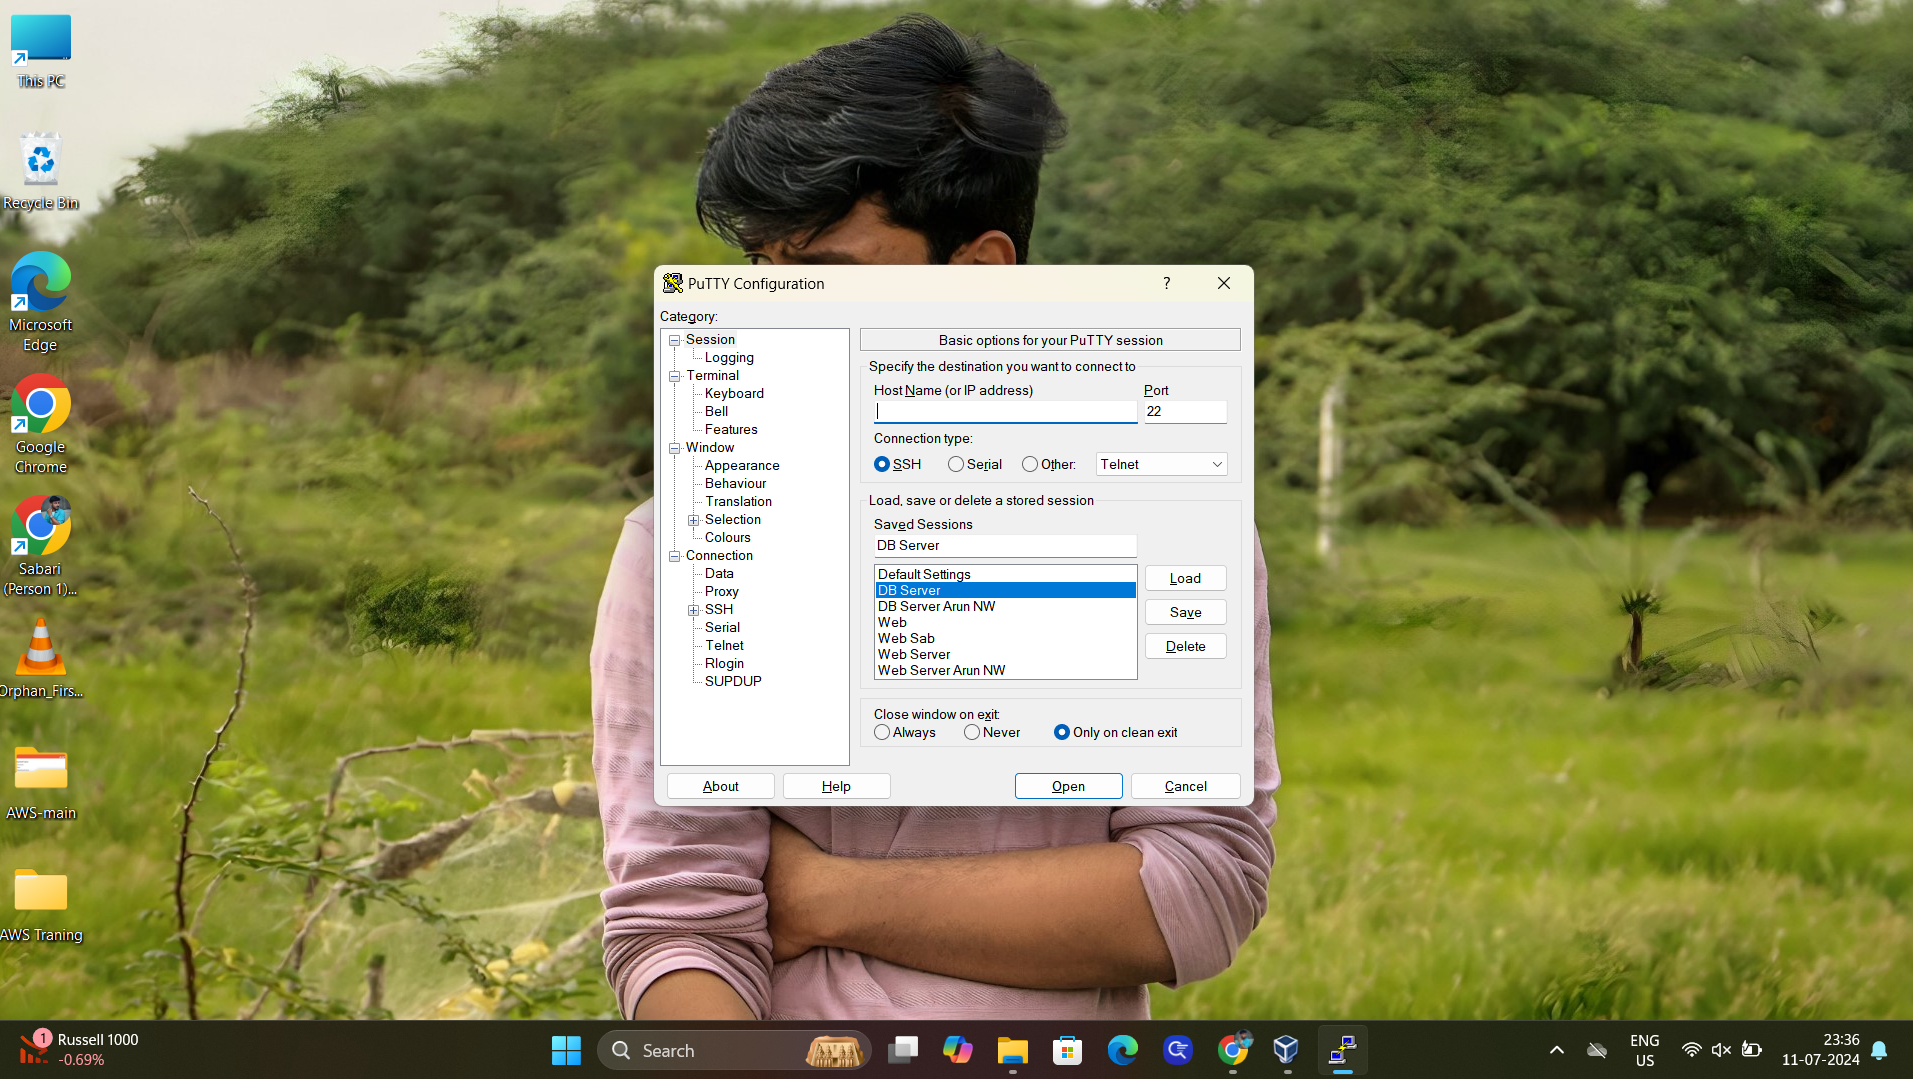 This PC
Recycle Bin
Microsoft
Edge
Google
Chrome
Sabari
(Person 1)...
Orphan_Firs...
AWS-main
AWS Traning
PuTTY Configuration
?
Category:
Session
Logging
Terminal
Keyboard
Bell
Features
Window
Appearance
Behaviour
Translation
Selection
Colours
Connection
Data
Proxy
SSH
Serial
Telnet
Rlogin
SUPDUP
Basic options for your PuTTY session
Specify the destination you want to connect to
Host Name (or IP address) Port
22
Connection type:
SSH Serial Other: Telnet
Load, save or delete a stored session
Saved Sessions
DB Server
Default Settings
DB Server
DB Server Arun NW
Web
Web Sab
Web Server
Web Server Arun NW
Load
Save
Delete
Close window on exit:
Always Never Only on clean exit
About Help Open Cancel
1
Russell 1000
-0.69%
Search
ENG
US
23:36
11-07-2024